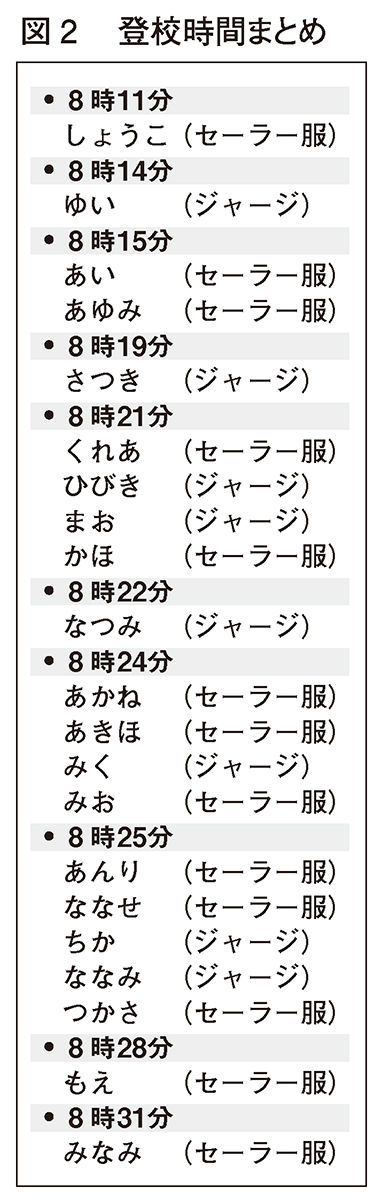 図2 登校時間まとめ
• 8時11分
しょうこ (セーラー服)
• 8時14分
ゆい (ジャージ)
• 8時15分
あい (セーラー服)
あゆみ (セーラー服)
• 8時19分
さつき (ジャージ)
• 8時21分
くれあ (セーラー服)
ひびき (ジャージ)
まお (ジャージ)
かほ (セーラー服)
• 8時22分
なつみ (ジャージ)
• 8時24分
あかね (セーラー服)
あきほ (セーラー服)
みく (ジャージ)
みお (セーラー服)
• 8時25分
あんり (セーラー服)
ななせ (セーラー服)
ちか (ジャージ)
ななみ (ジャージ)
つかさ (セーラー服)
• 8時28分
もえ (セーラー服)
• 8時31分
みなみ (セーラー服)